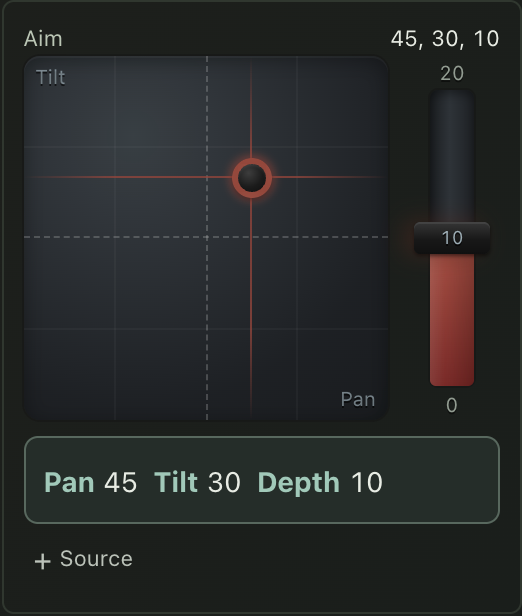 Aim 45, 30, 10
20
Tilt
10
Pan
0
Pan 45 Tilt 30 Depth 10
+ Source